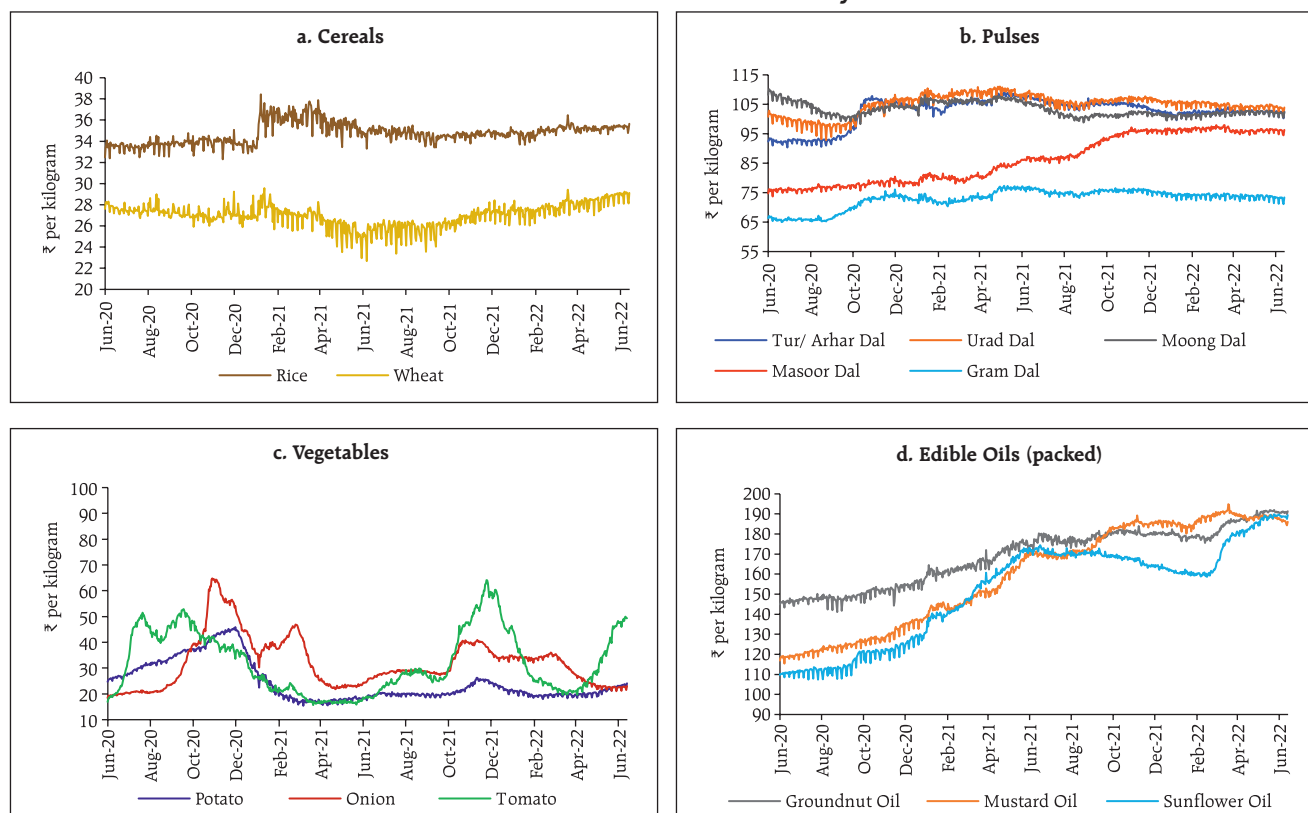 a. Cereals
₹ per kilogram
40
38
36
34
32
30
28
26
24
22
20
Jun-20
Aug-20
Oct-20
Dec-20
Feb-21
Apr-21
Jun-21
Aug-21
Oct-21
Dec-21
Feb-22
Apr-22
Jun-22
Rice
Wheat
b. Pulses
₹ per kilogram
115
105
95
85
75
65
55
Jun-20
Aug-20
Oct-20
Dec-20
Feb-21
Apr-21
Jun-21
Aug-21
Oct-21
Dec-21
Feb-22
Apr-22
Jun-22
Tur/ Arhar Dal
Urad Dal
Moong Dal
Masoor Dal
Gram Dal
c. Vegetables
₹ per kilogram
100
90
80
70
60
50
40
30
20
10
Jun-20
Aug-20
Oct-20
Dec-20
Feb-21
Apr-21
Jun-21
Aug-21
Oct-21
Dec-21
Feb-22
Apr-22
Jun-22
Potato
Onion
Tomato
d. Edible Oils (packed)
₹ per kilogram
200
190
180
170
160
150
140
130
120
110
100
90
Jun-20
Aug-20
Oct-20
Dec-20
Feb-21
Apr-21
Jun-21
Aug-21
Oct-21
Dec-21
Feb-22
Apr-22
Jun-22
Groundnut Oil
Mustard Oil
Sunflower Oil